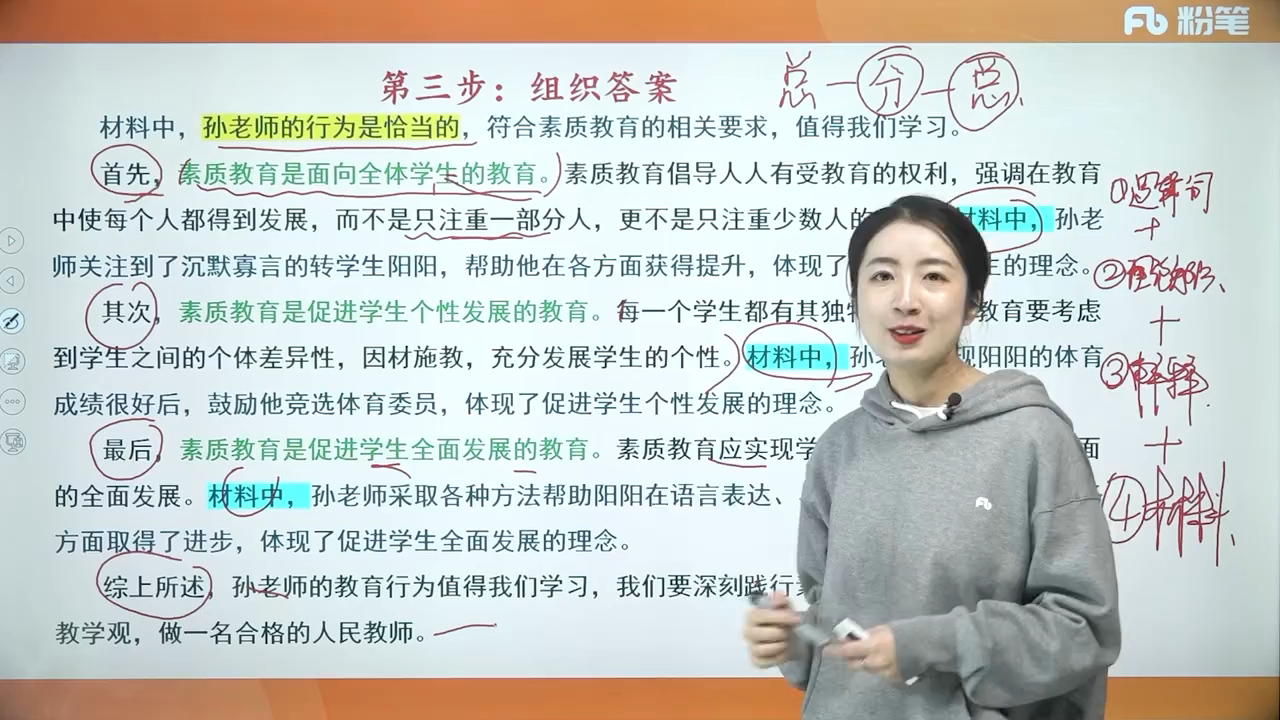 粉笔
第三步：组织答案
总一分一总
材料中，孙老师的行为是恰当的，符合素质教育的相关要求，值得我们学习。
首先，素质教育是面向全体学生的教育。素质教育倡导人人有受教育的权利，强调在教育
中使每个人都得到发展，而不是只注重一部分人，更不是只注重少数人的 材料中，孙老
师关注到了沉默寡言的转学生阳阳，帮助他在各方面获得提升，体现了 生的理念。
其次，素质教育是促进学生个性发展的教育。每一个学生都有其独 教育要考虑
到学生之间的个体差异性，因材施教，充分发展学生的个性。材料中，孙 现阳阳的体育
成绩很好后，鼓励他竞选体育委员，体现了促进学生个性发展的理念。
最后，素质教育是促进学生全面发展的教育。素质教育应实现学 面
的全面发展。材料中，孙老师采取各种方法帮助阳阳在语言表达、
方面取得了进步，体现了促进学生全面发展的理念。
综上所述，孙老师的教育行为值得我们学习，我们要深刻践行
教学观，做一名合格的人民教师。
①逻辑词
+
②
+
③解释
+
④材料